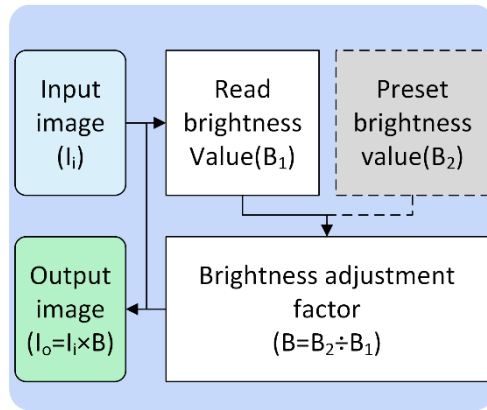 Input
image
(Iᵢ)
Read
brightness
Value(B₁)
Preset
brightness
value(B₂)
Output
image
(Iₒ=Iᵢ×B)
Brightness adjustment
factor
(B=B₂÷B₁)